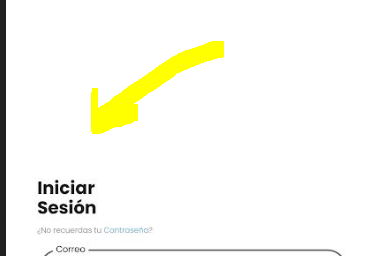 Iniciar
Sesión
¿No recuerdas tu Contraseña?
Correo